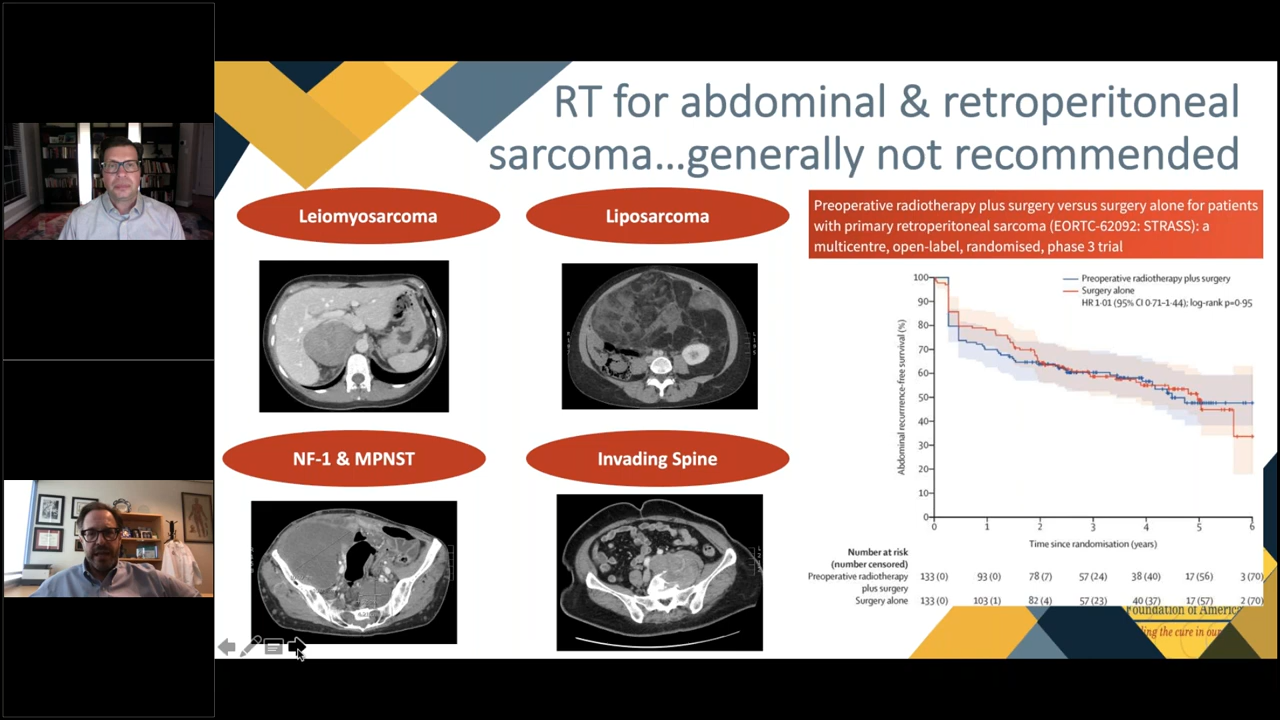 RT for abdominal & retroperitoneal
sarcoma...generally not recommended
Leiomyosarcoma
Liposarcoma
NF-1 & MPNST
Invading Spine
Preoperative radiotherapy plus surgery versus surgery alone for patients
with primary retroperitoneal sarcoma (EORTC-62092: STRASS): a
multicentre, open-label, randomised, phase 3 trial
Preoperative radiotherapy plus surgery
Surgery alone
HR 1·01 (95% CI 0·71–1·44); log-rank p=0·95
Abdominal recurrence-free survival (%)
100
90
80
70
60
50
40
30
20
10
0
0 1 2 3 4 5 6
Time since randomisation (years)
Number at risk
(number censored)
Preoperative radiotherapy 133 (0) 93 (0) 78 (7) 57 (24) 38 (40) 17 (56) 3 (70)
plus surgery
Surgery alone 133 (0) 103 (1) 82 (4) 57 (23) 40 (37) 17 (57) 2 (70)
Foundation of America
the cure in